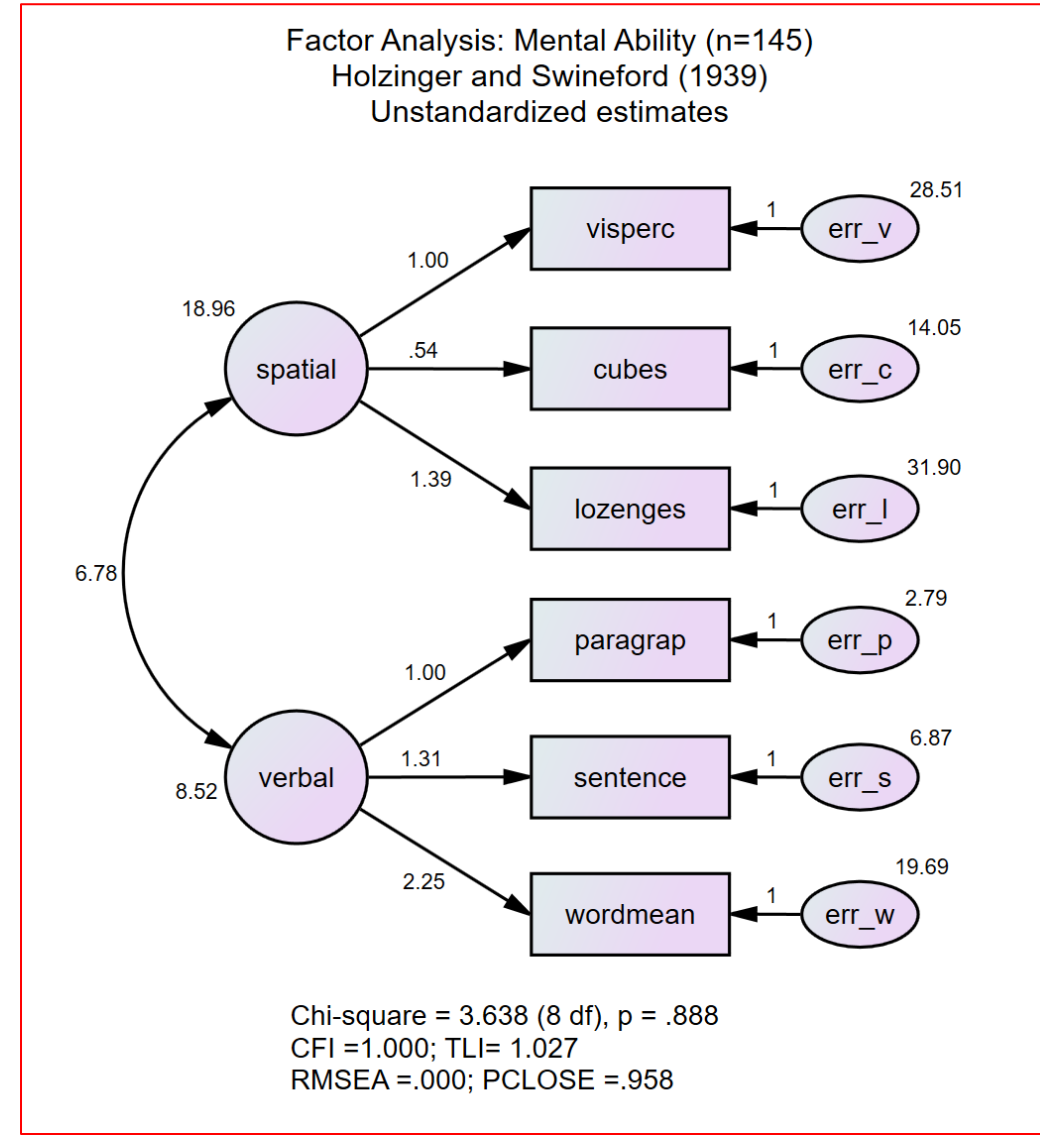 Factor Analysis: Mental Ability (n=145)
Holzinger and Swineford (1939)
Unstandardized estimates
28.51
visperc
1
err_v
1.00
18.96
14.05
spatial
.54
cubes
1
err_c
31.90
1.39
lozenges
1
err_l
6.78
2.79
paragrap
1
err_p
1.00
6.87
verbal
1.31
sentence
1
err_s
8.52
19.69
2.25
wordmean
1
err_w
Chi-square = 3.638 (8 df), p = .888
CFI =1.000; TLI= 1.027
RMSEA =.000; PCLOSE =.958